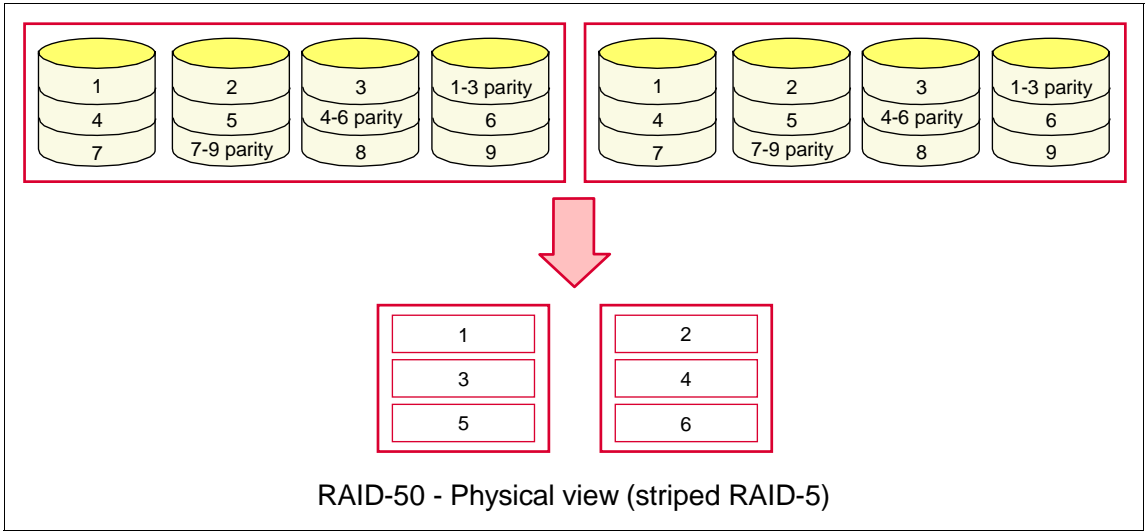 1 2 3 1-3 parity 1 2 3 1-3 parity
4 5 4-6 parity 6 4 5 4-6 parity 6
7 7-9 parity 8 9 7 7-9 parity 8 9
1 2
3 4
5 6
RAID-50 - Physical view (striped RAID-5)